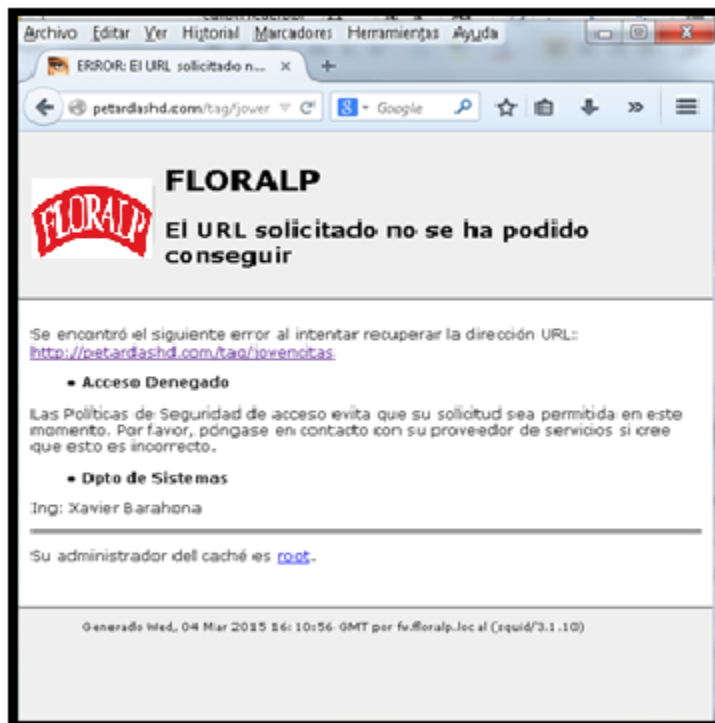 Archivo Editar Ver Historial Marcadores Herramientas Ayuda
ERROR: El URL solicitado n... × +
petardashd.com/tag/jover Google
FLORALP
FLORALP
El URL solicitado no se ha podido
conseguir
Se encontró el siguiente error al intentar recuperar la dirección URL:
http://petardashd.com/tag/jovencitas
• Acceso Denegado
Las Políticas de Seguridad de acceso evita que su solicitud sea permitida en este
momento. Por favor, póngase en contacto con su proveedor de servicios si cree
que esto es incorrecto.
• Dpto de Sistemas
Ing: Xavier Barahona
Su administrador del caché es root.
Generado Wed, 04 Mar 2015 16:10:56 GMT por fw.floralp.local (squid/3.1.10)